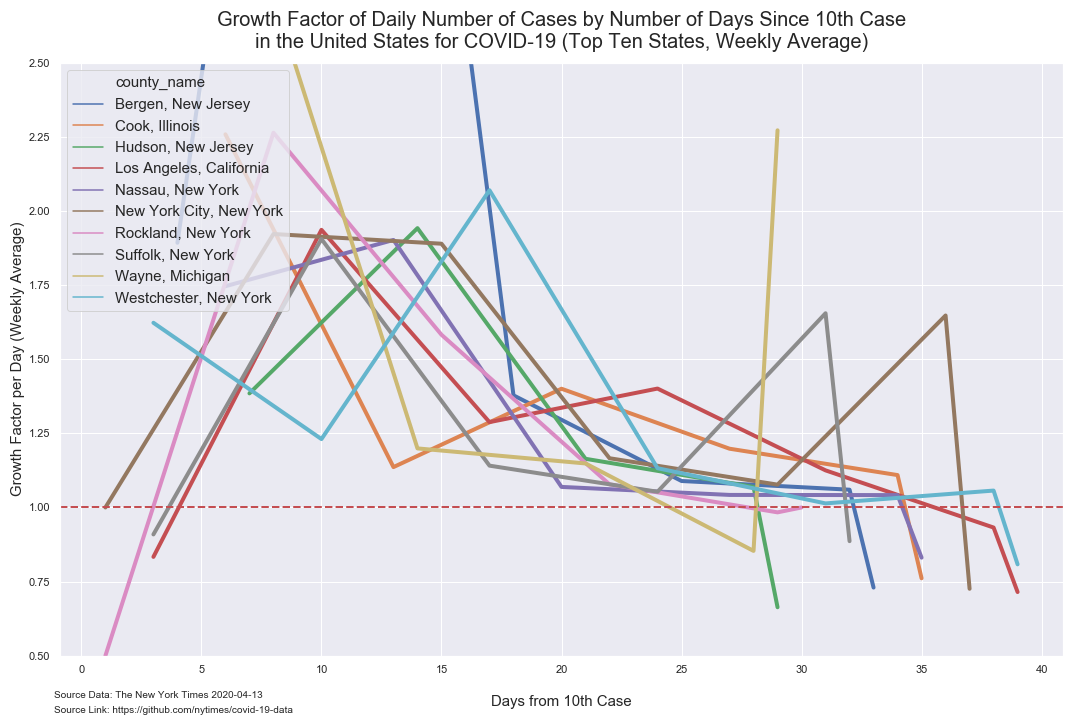 Growth Factor of Daily Number of Cases by Number of Days Since 10th Case
in the United States for COVID-19 (Top Ten States, Weekly Average)
Growth Factor per Day (Weekly Average)
2.50
2.25
2.00
1.75
1.50
1.25
1.00
0.75
0.50
county_name
Bergen, New Jersey
Cook, Illinois
Hudson, New Jersey
Los Angeles, California
Nassau, New York
New York City, New York
Rockland, New York
Suffolk, New York
Wayne, Michigan
Westchester, New York
0 5 10 15 20 25 30 35 40
Days from 10th Case
Source Data: The New York Times 2020-04-13
Source Link: https://github.com/nytimes/covid-19-data